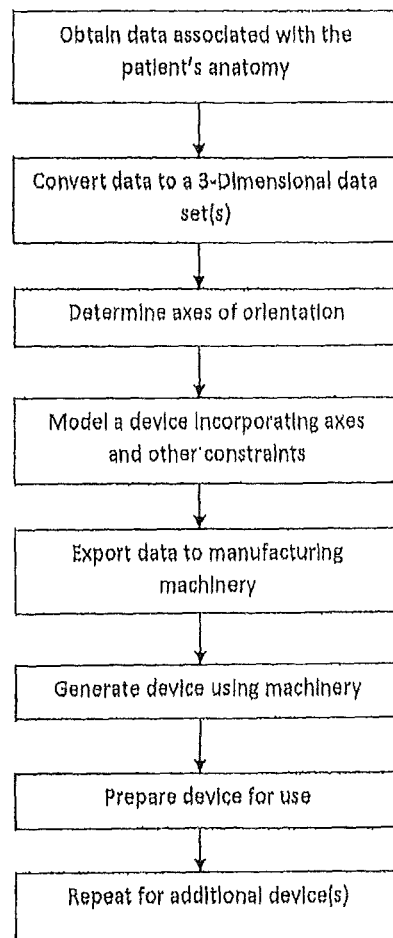 Obtain data associated with the
patient's anatomy
Convert data to a 3-Dimensional data
set(s)
Determine axes of orientation
Model a device incorporating axes
and other constraints
Export data to manufacturing
machinery
Generate device using machinery
Prepare device for use
Repeat for additional device(s)